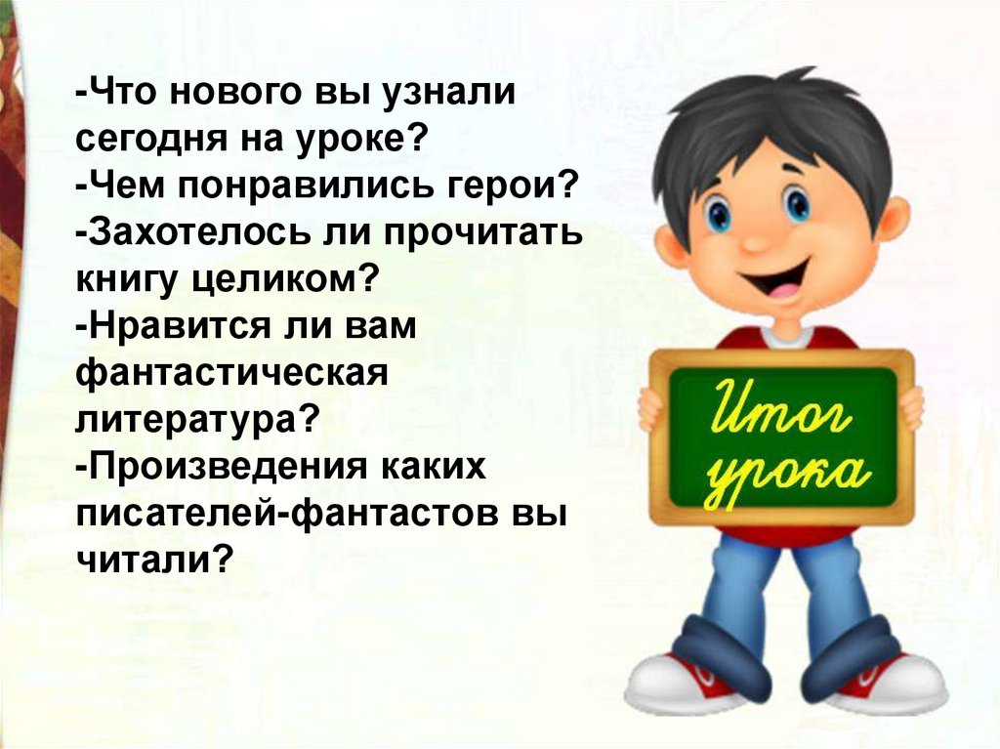 -Что нового вы узнали
сегодня на уроке?
-Чем понравились герои?
-Захотелось ли прочитать
книгу целиком?
-Нравится ли вам
фантастическая
литература?
-Произведения каких
писателей-фантастов вы
читали?
Итог
урока